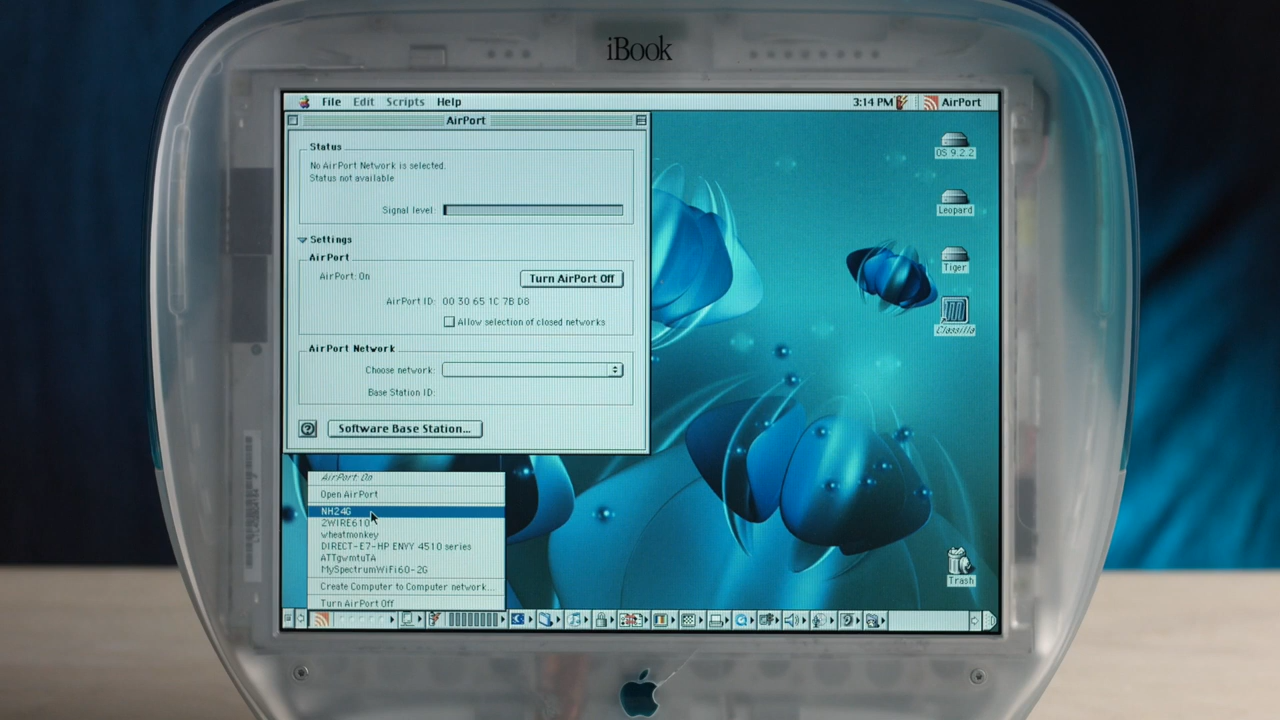 iBook
File Edit Scripts Help 3:14 PM AirPort
AirPort
Status
No AirPort Network is selected.
Status not available
Signal level:
Settings
AirPort
AirPort: On
Turn AirPort Off
AirPort ID: 00 30 65 1C 7B D8
Allow selection of closed networks
AirPort Network
Choose network:
Base Station ID:
? Software Base Station...
AirPort: On
Open AirPort
NH24G
2WIRE610
wheatmonkey
DIRECT-E7-HP ENVY 4510 series
ATTgwmtuTA
MySpectrumWiFi60-2G
Create Computer to Computer network...
Turn AirPort Off
OS 9.2.2
Leopard
Tiger
Classilla
Trash